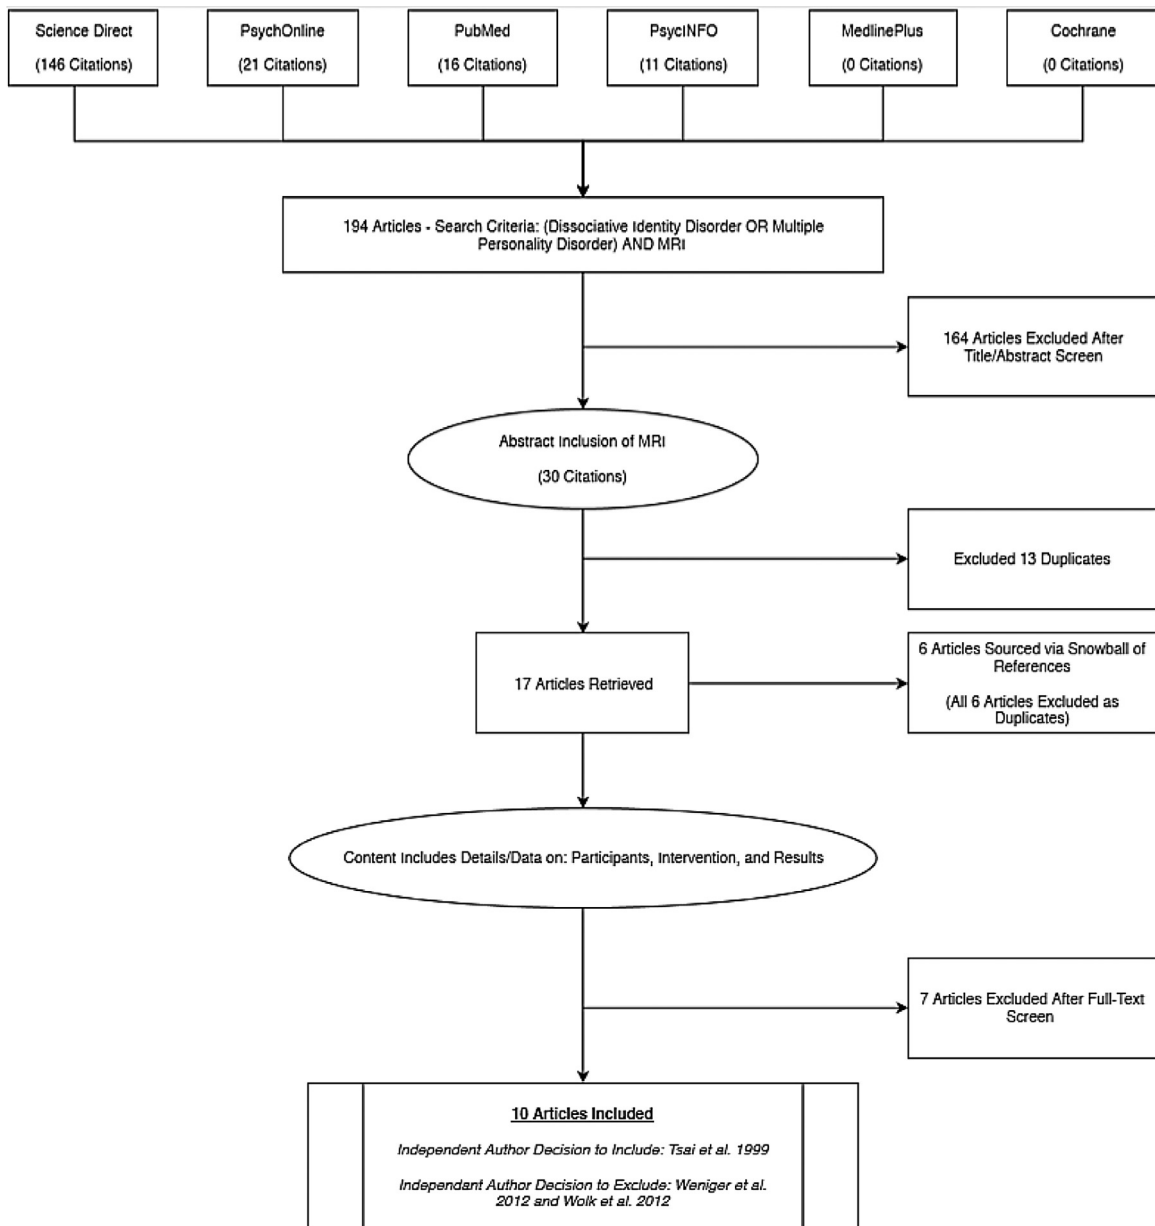 Science Direct
(146 Citations)
PsychOnline
(21 Citations)
PubMed
(16 Citations)
PsycINFO
(11 Citations)
MedlinePlus
(0 Citations)
Cochrane
(0 Citations)
194 Articles - Search Criteria: (Dissociative Identity Disorder OR Multiple
Personality Disorder) AND MRI
164 Articles Excluded After
Title/Abstract Screen
Abstract Inclusion of MRI
(30 Citations)
Excluded 13 Duplicates
17 Articles Retrieved
6 Articles Sourced via Snowball of
References
(All 6 Articles Excluded as
Duplicates)
Content Includes Details/Data on: Participants, Intervention, and Results
7 Articles Excluded After Full-Text
Screen
10 Articles Included
Independent Author Decision to Include: Tsai et al. 1999
Independant Author Decision to Exclude: Weniger et al.
2012 and Wolk et al. 2012